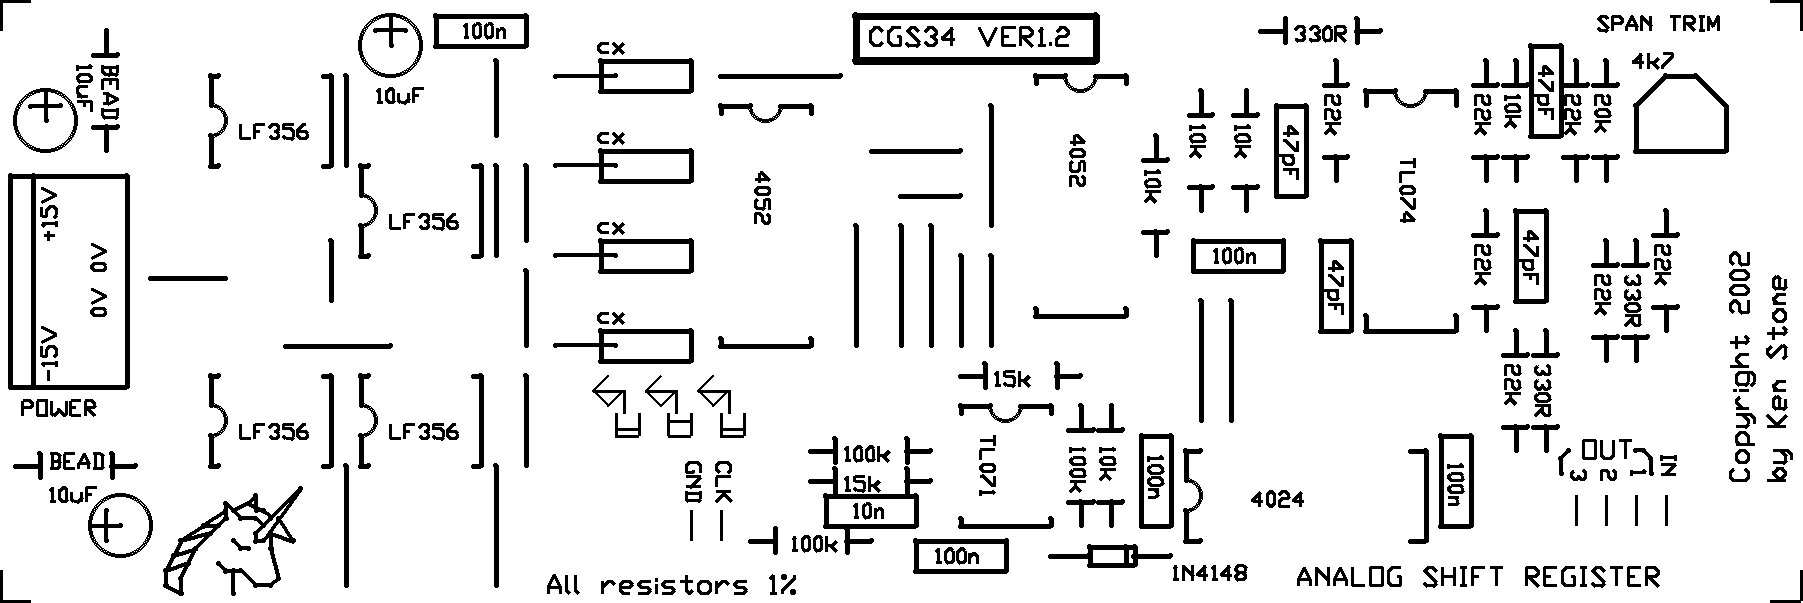 100n
CGS34 VER1.2
SPAN TRIM
330R
4k7
CX
BEAD
10uF
10uF
LF356
LF356
CX
CX
CX
4052
4052
10k
10k
10k
47pF
22k
TL074
22k
10k
47pF
22k
20k
+15V
0V
0V
-15V
POWER
100n
47pF
22k
47pF
22k
330R
22k
22k
330R
Copyright 2002
by Ken Stone
LF356
LF356
15k
BEAD
10uF
GND
CLK
100k
15k
10n
TL071
100k
10k
100n
4024
100n
OUT
3 2 1 IN
100k
100n
1N4148
All resistors 1%
ANALOG SHIFT REGISTER